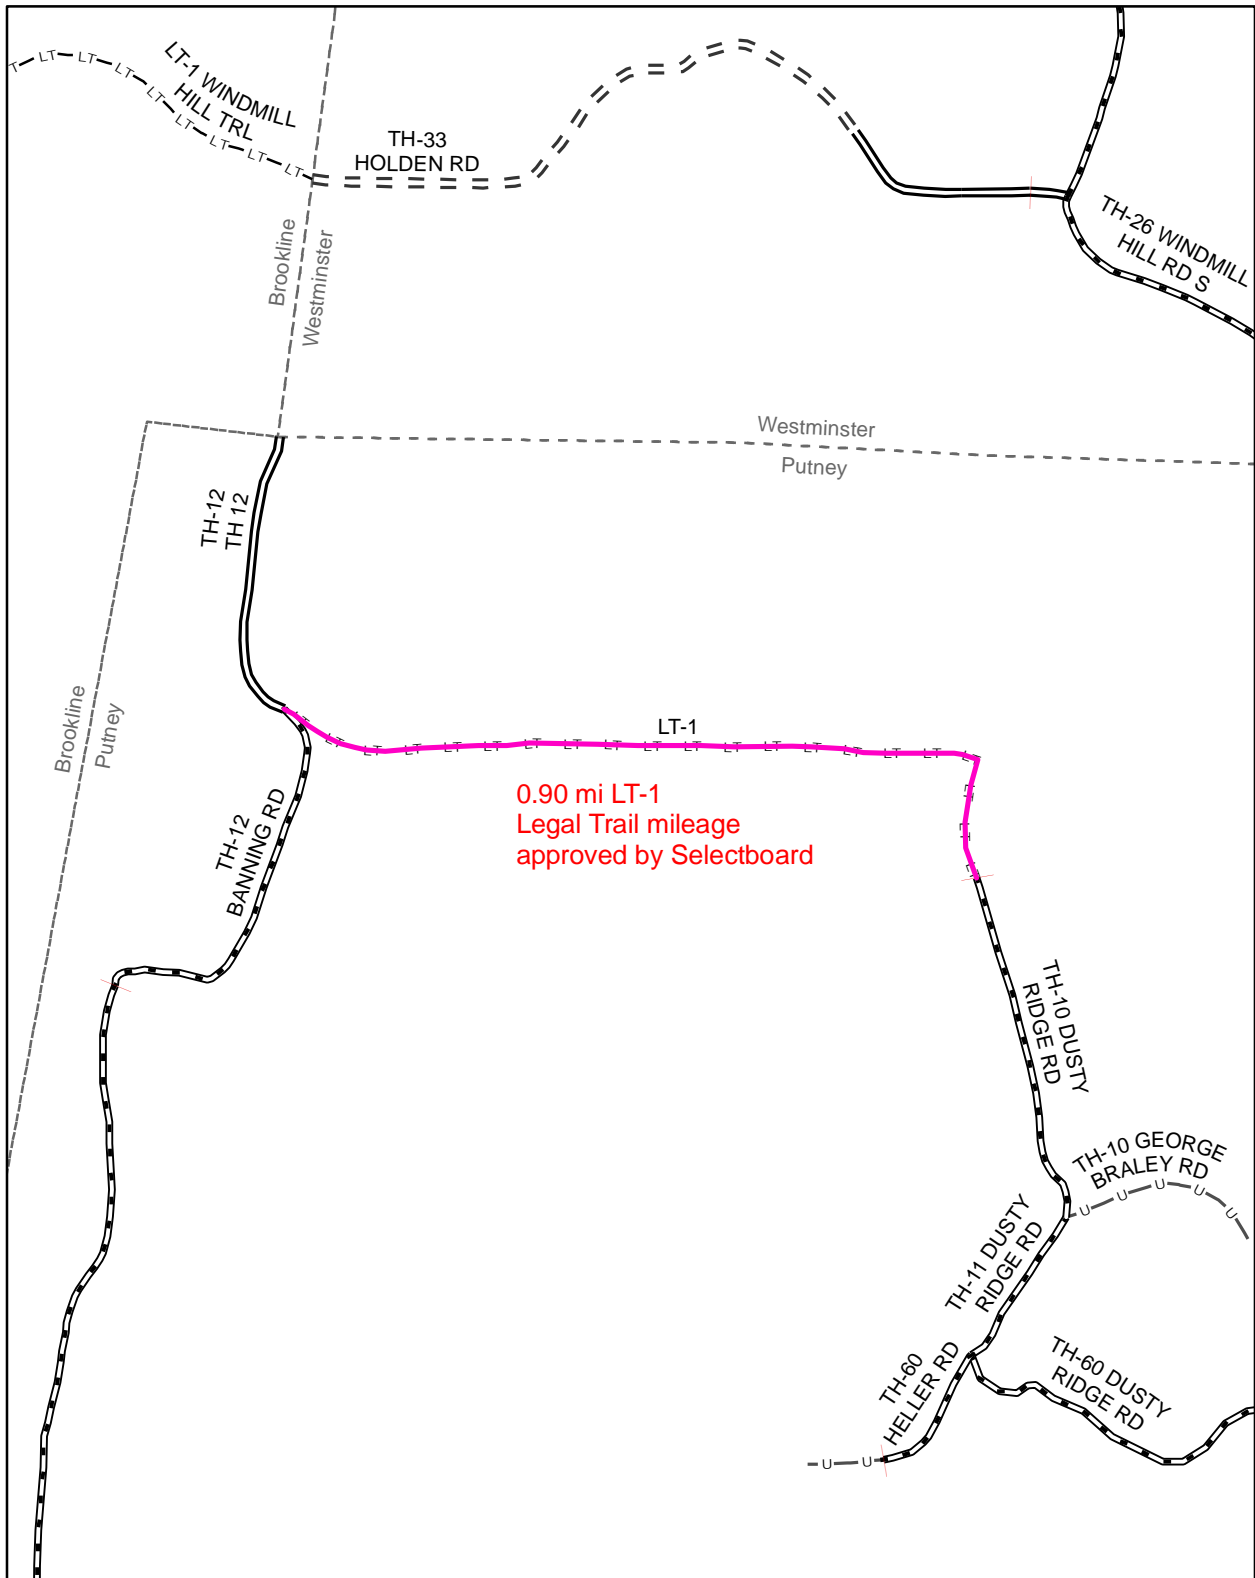 LT-1 WINDMILL
HILL TRL
TH-33
HOLDEN RD
TH-26 WINDMILL
HILL RD S
Brookline
Westminster
Westminster
Putney
TH-12
TH 12
Brookline
Putney
LT-1
0.90 mi LT-1
Legal Trail mileage
approved by Selectboard
TH-12
BANNING RD
TH-10 DUSTY
RIDGE RD
TH-10 GEORGE
BRALEY RD
TH-11 DUSTY
RIDGE RD
TH-60
HELLER RD
TH-60 DUSTY
RIDGE RD